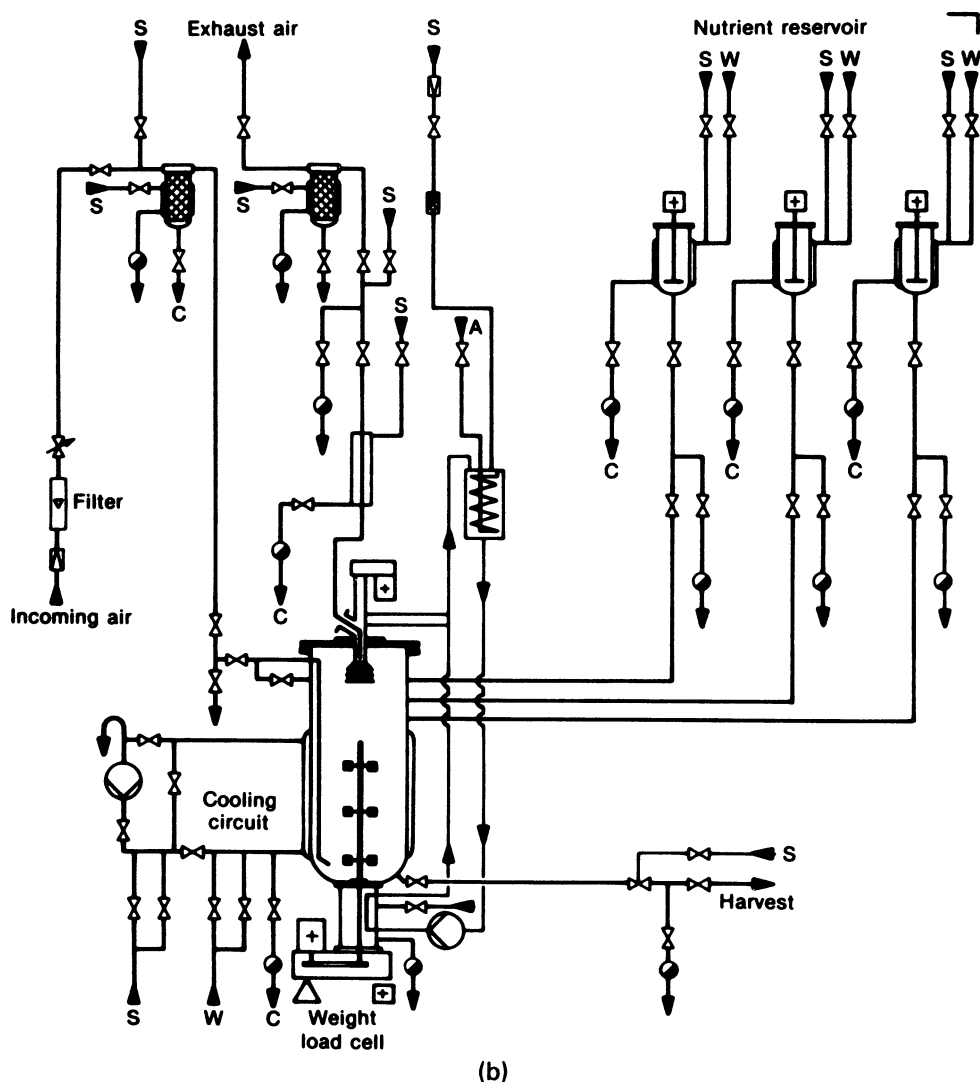 S
Exhaust air
S
Nutrient reservoir
S W
S W
S W
S
S
S
C
S
A
Filter
C
C
C
Incoming air
C
Cooling
circuit
S
Harvest
S
W
C
Weight
load cell
(b)